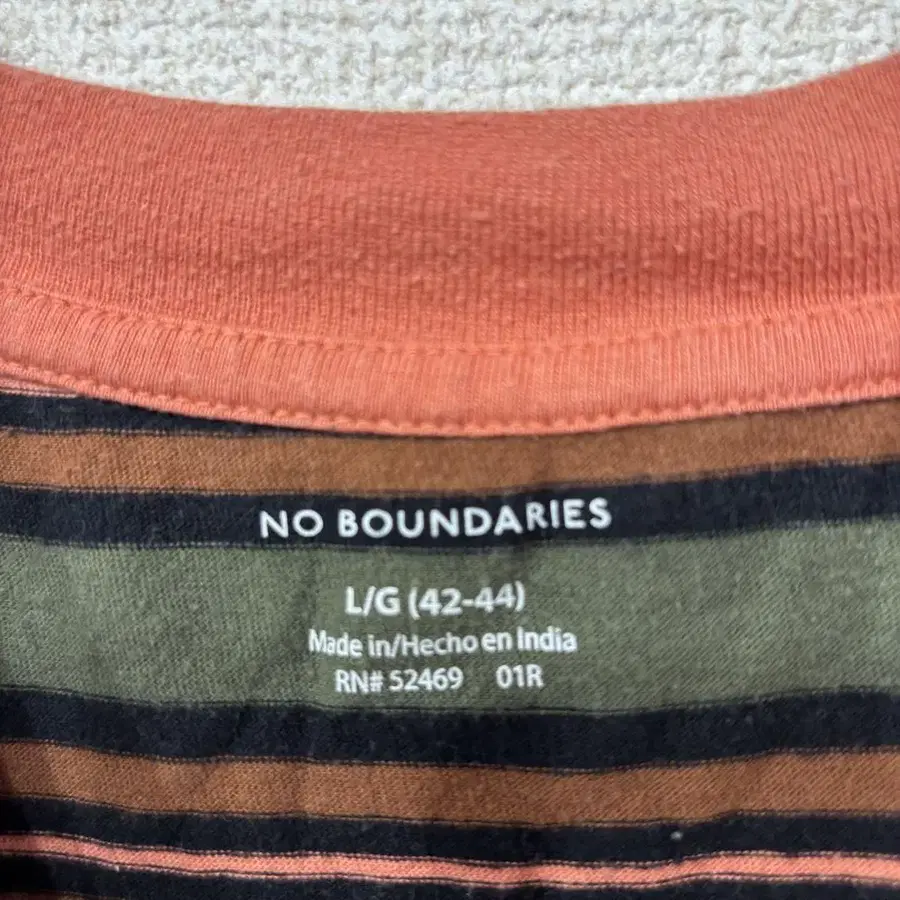 NO BOUNDARIES
L/G (42-44)
Made in/Hecho en India
RN# 52469 01R